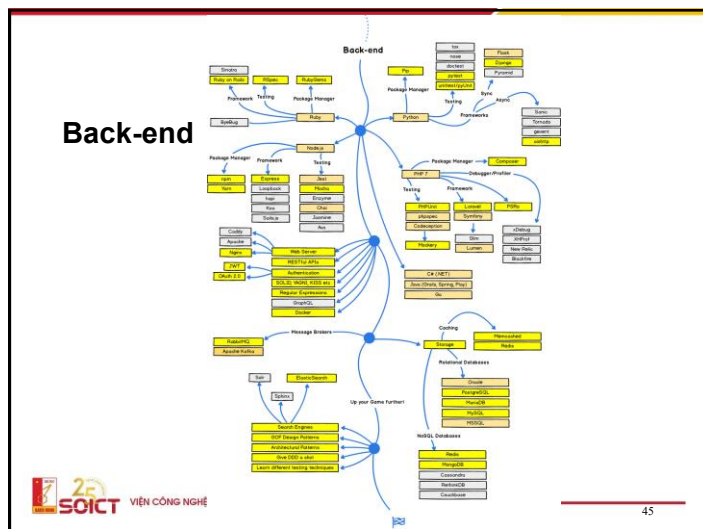 Back-end
Back-end
Sinatra
Ruby on Rails
RSpec
RubyGems
Testing
Framework
Package Manager
Ruby
ByeBug
Pip
Package Manager
Python
tox
nose
doctest
pytest
unittest/pyUnit
Testing
Flask
Django
Pyramid
Sync
Async
Frameworks
Sanic
Tornado
gevent
aiohttp
Node.js
Package Manager
Framework
Testing
npm
Yarn
Express
Loopback
hapi
Koa
Sails.js
Jest
Mocha
Enzyme
Chai
Jasmine
Ava
PHP 7
Package Manager
Composer
Debugger/Profiler
Testing
Framework
PHPUnit
phpspec
Codeception
Mockery
Laravel
Symfony
Slim
Lumen
PSRs
xDebug
New Relic
Blackfire
Caddy
Apache
Nginx
JWT
OAuth 2.0
Web Server
RESTful APIs
Authentication
SOLID, YAGNI, KISS etc
Regular Expressions
GraphQL
Docker
C# (.NET)
Java (Grails, Spring, Play)
Go
Message Brokers
RabbitMQ
Apache Kafka
Storage
Caching
Memcached
Redis
Relational Databases
Oracle
PostgreSQL
MariaDB
MySQL
MSSQL
NoSQL Databases
Redis
MongoDB
Cassandra
RethinkDB
Couchbase
Solr
Sphinx
ElasticSearch
Up your Game further!
Search Engines
GOF Design Patterns
Architectural Patterns
Give DDD a shot
Learn different testing techniques
25
SOICT
VIỆN CÔNG NGHỆ
45